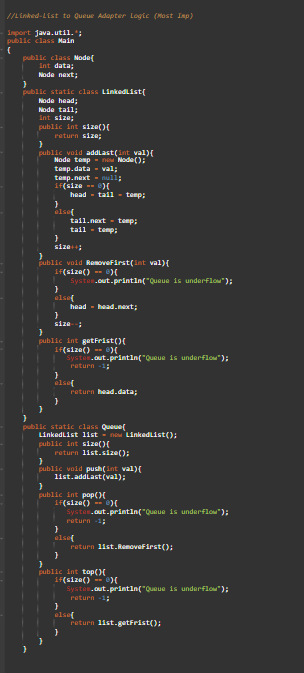 //Linked-list to Queue Adapter logic (Most Imp)
import java.util.*;
public class Main
{
public class Node{
int data;
Node next;
}
public static class LinkedList{
Node head;
Node tail;
int size;
public int size(){
return size;
}
public void addLast(int val){
Node temp = new Node();
temp.data = val;
temp.next = null;
if(size == 0){
head = tail = temp;
}
else{
tail.next = temp;
tail = temp;
}
size++;
}
public void RemoveFirst(int val){
if(size() == 0){
System.out.println("Queue is underflow");
}
else{
head = head.next;
}
size--;
}
public int getFrist(){
if(size() == 0){
System.out.println("Queue is underflow");
return -1;
}
else{
return head.data;
}
}
}
public static class Queue{
LinkedList list = new LinkedList();
public int size(){
return list.size();
}
public void push(int val){
list.addLast(val);
}
public int pop(){
if(size() == 0){
System.out.println("Queue is underflow");
return -1;
}
else{
return list.RemoveFirst();
}
}
public int top(){
if(size() == 0){
System.out.println("Queue is underflow");
return -1;
}
else{
return list.getFrist();
}
}
}